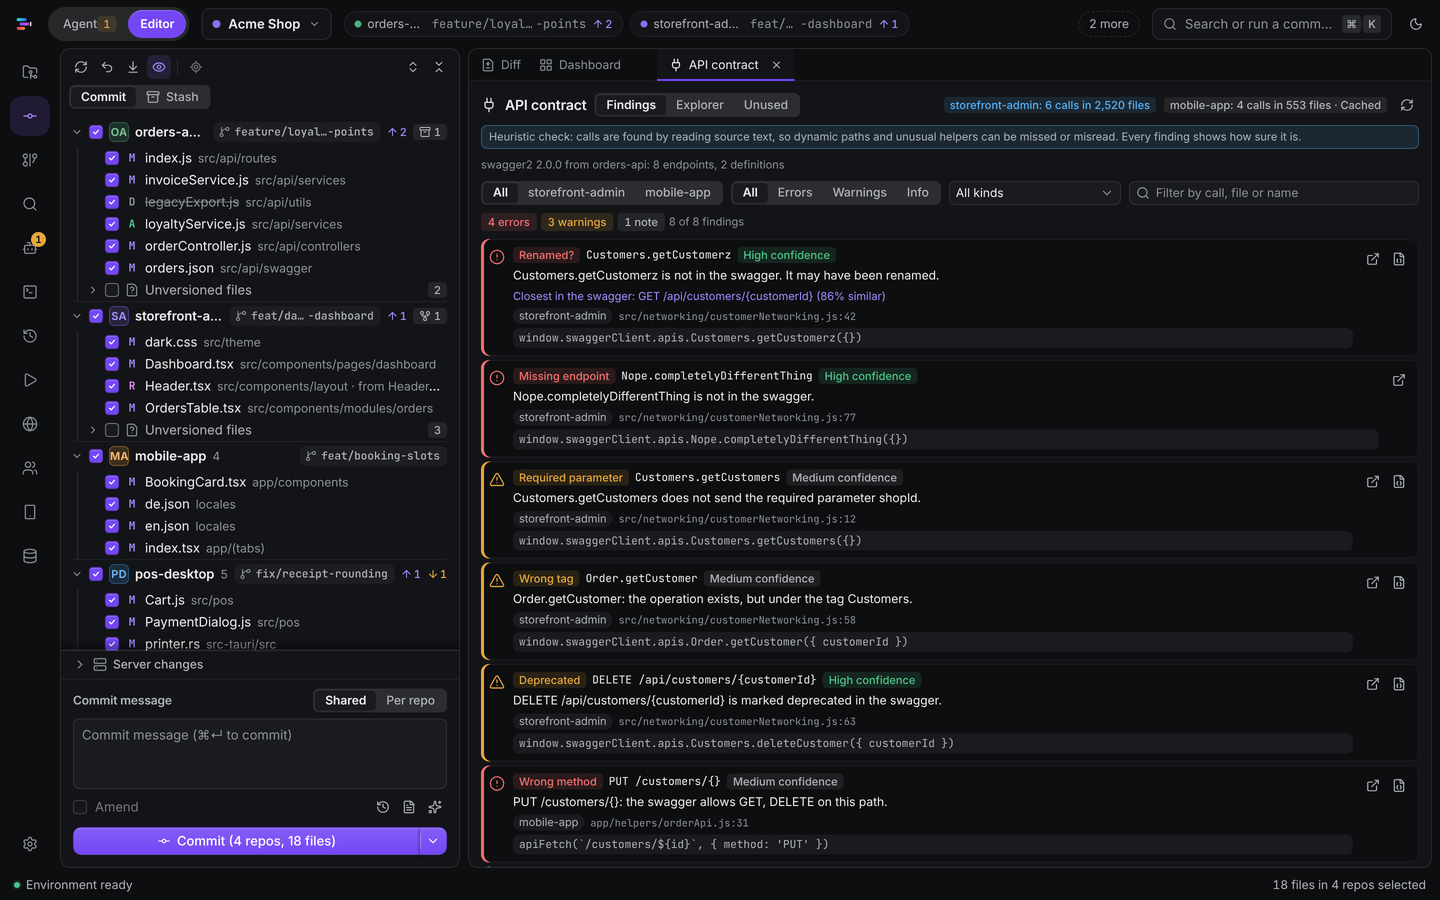 Agent 1 Editor
Acme Shop
orders-... feature/loyal...-points ↑2
storefront-ad... feat/... -dashboard ↑1
2 more
Search or run a comm... ⌘ K
Commit Stash
OA orders-a... feature/loyal...-points ↑2 1
M index.js src/api/routes
M invoiceService.js src/api/services
D legacyExport.js src/api/utils
A loyaltyService.js src/api/services
M orderController.js src/api/controllers
M orders.json src/api/swagger
Unversioned files 2
SA storefront-a... feat/da... -dashboard ↑1 1
M dark.css src/theme
M Dashboard.tsx src/components/pages/dashboard
R Header.tsx src/components/layout · from Header...
M OrdersTable.tsx src/components/modules/orders
Unversioned files 3
MA mobile-app 4 feat/booking-slots
M BookingCard.tsx app/components
M de.json locales
M en.json locales
M index.tsx app/(tabs)
PD pos-desktop 5 fix/receipt-rounding ↑1 ↓1
M Cart.js src/pos
M PaymentDialog.js src/pos
M printer.rs src-tauri/src
Server changes
Commit message Shared Per repo
Commit message (⌘↵ to commit)
Amend
Commit (4 repos, 18 files)
1
Diff Dashboard API contract
API contract Findings Explorer Unused
storefront-admin: 6 calls in 2,520 files mobile-app: 4 calls in 553 files · Cached
Heuristic check: calls are found by reading source text, so dynamic paths and unusual helpers can be missed or misread. Every finding shows how sure it is.
swagger2 2.0.0 from orders-api: 8 endpoints, 2 definitions
All storefront-admin mobile-app All Errors Warnings Info All kinds Filter by call, file or name
4 errors 3 warnings 1 note 8 of 8 findings
Renamed? Customers.getCustomerz High confidence
Customers.getCustomerz is not in the swagger. It may have been renamed.
Closest in the swagger: GET /api/customers/{customerId} (86% similar)
storefront-admin src/networking/customerNetworking.js:42
window.swaggerClient.apis.Customers.getCustomerz({})
Missing endpoint Nope.completelyDifferentThing High confidence
Nope.completelyDifferentThing is not in the swagger.
storefront-admin src/networking/customerNetworking.js:77
window.swaggerClient.apis.Nope.completelyDifferentThing({})
Required parameter Customers.getCustomers Medium confidence
Customers.getCustomers does not send the required parameter shopId.
storefront-admin src/networking/customerNetworking.js:12
window.swaggerClient.apis.Customers.getCustomers({})
Wrong tag Order.getCustomer Medium confidence
Order.getCustomer: the operation exists, but under the tag Customers.
storefront-admin src/networking/customerNetworking.js:58
window.swaggerClient.apis.Order.getCustomer({ customerId })
Deprecated DELETE /api/customers/{customerId} High confidence
DELETE /api/customers/{customerId} is marked deprecated in the swagger.
storefront-admin src/networking/customerNetworking.js:63
window.swaggerClient.apis.Customers.deleteCustomer({ customerId })
Wrong method PUT /customers/{} Medium confidence
PUT /customers/{}: the swagger allows GET, DELETE on this path.
mobile-app app/helpers/orderApi.js:31
apiFetch(`/customers/${id}`, { method: 'PUT' })
Environment ready
18 files in 4 repos selected